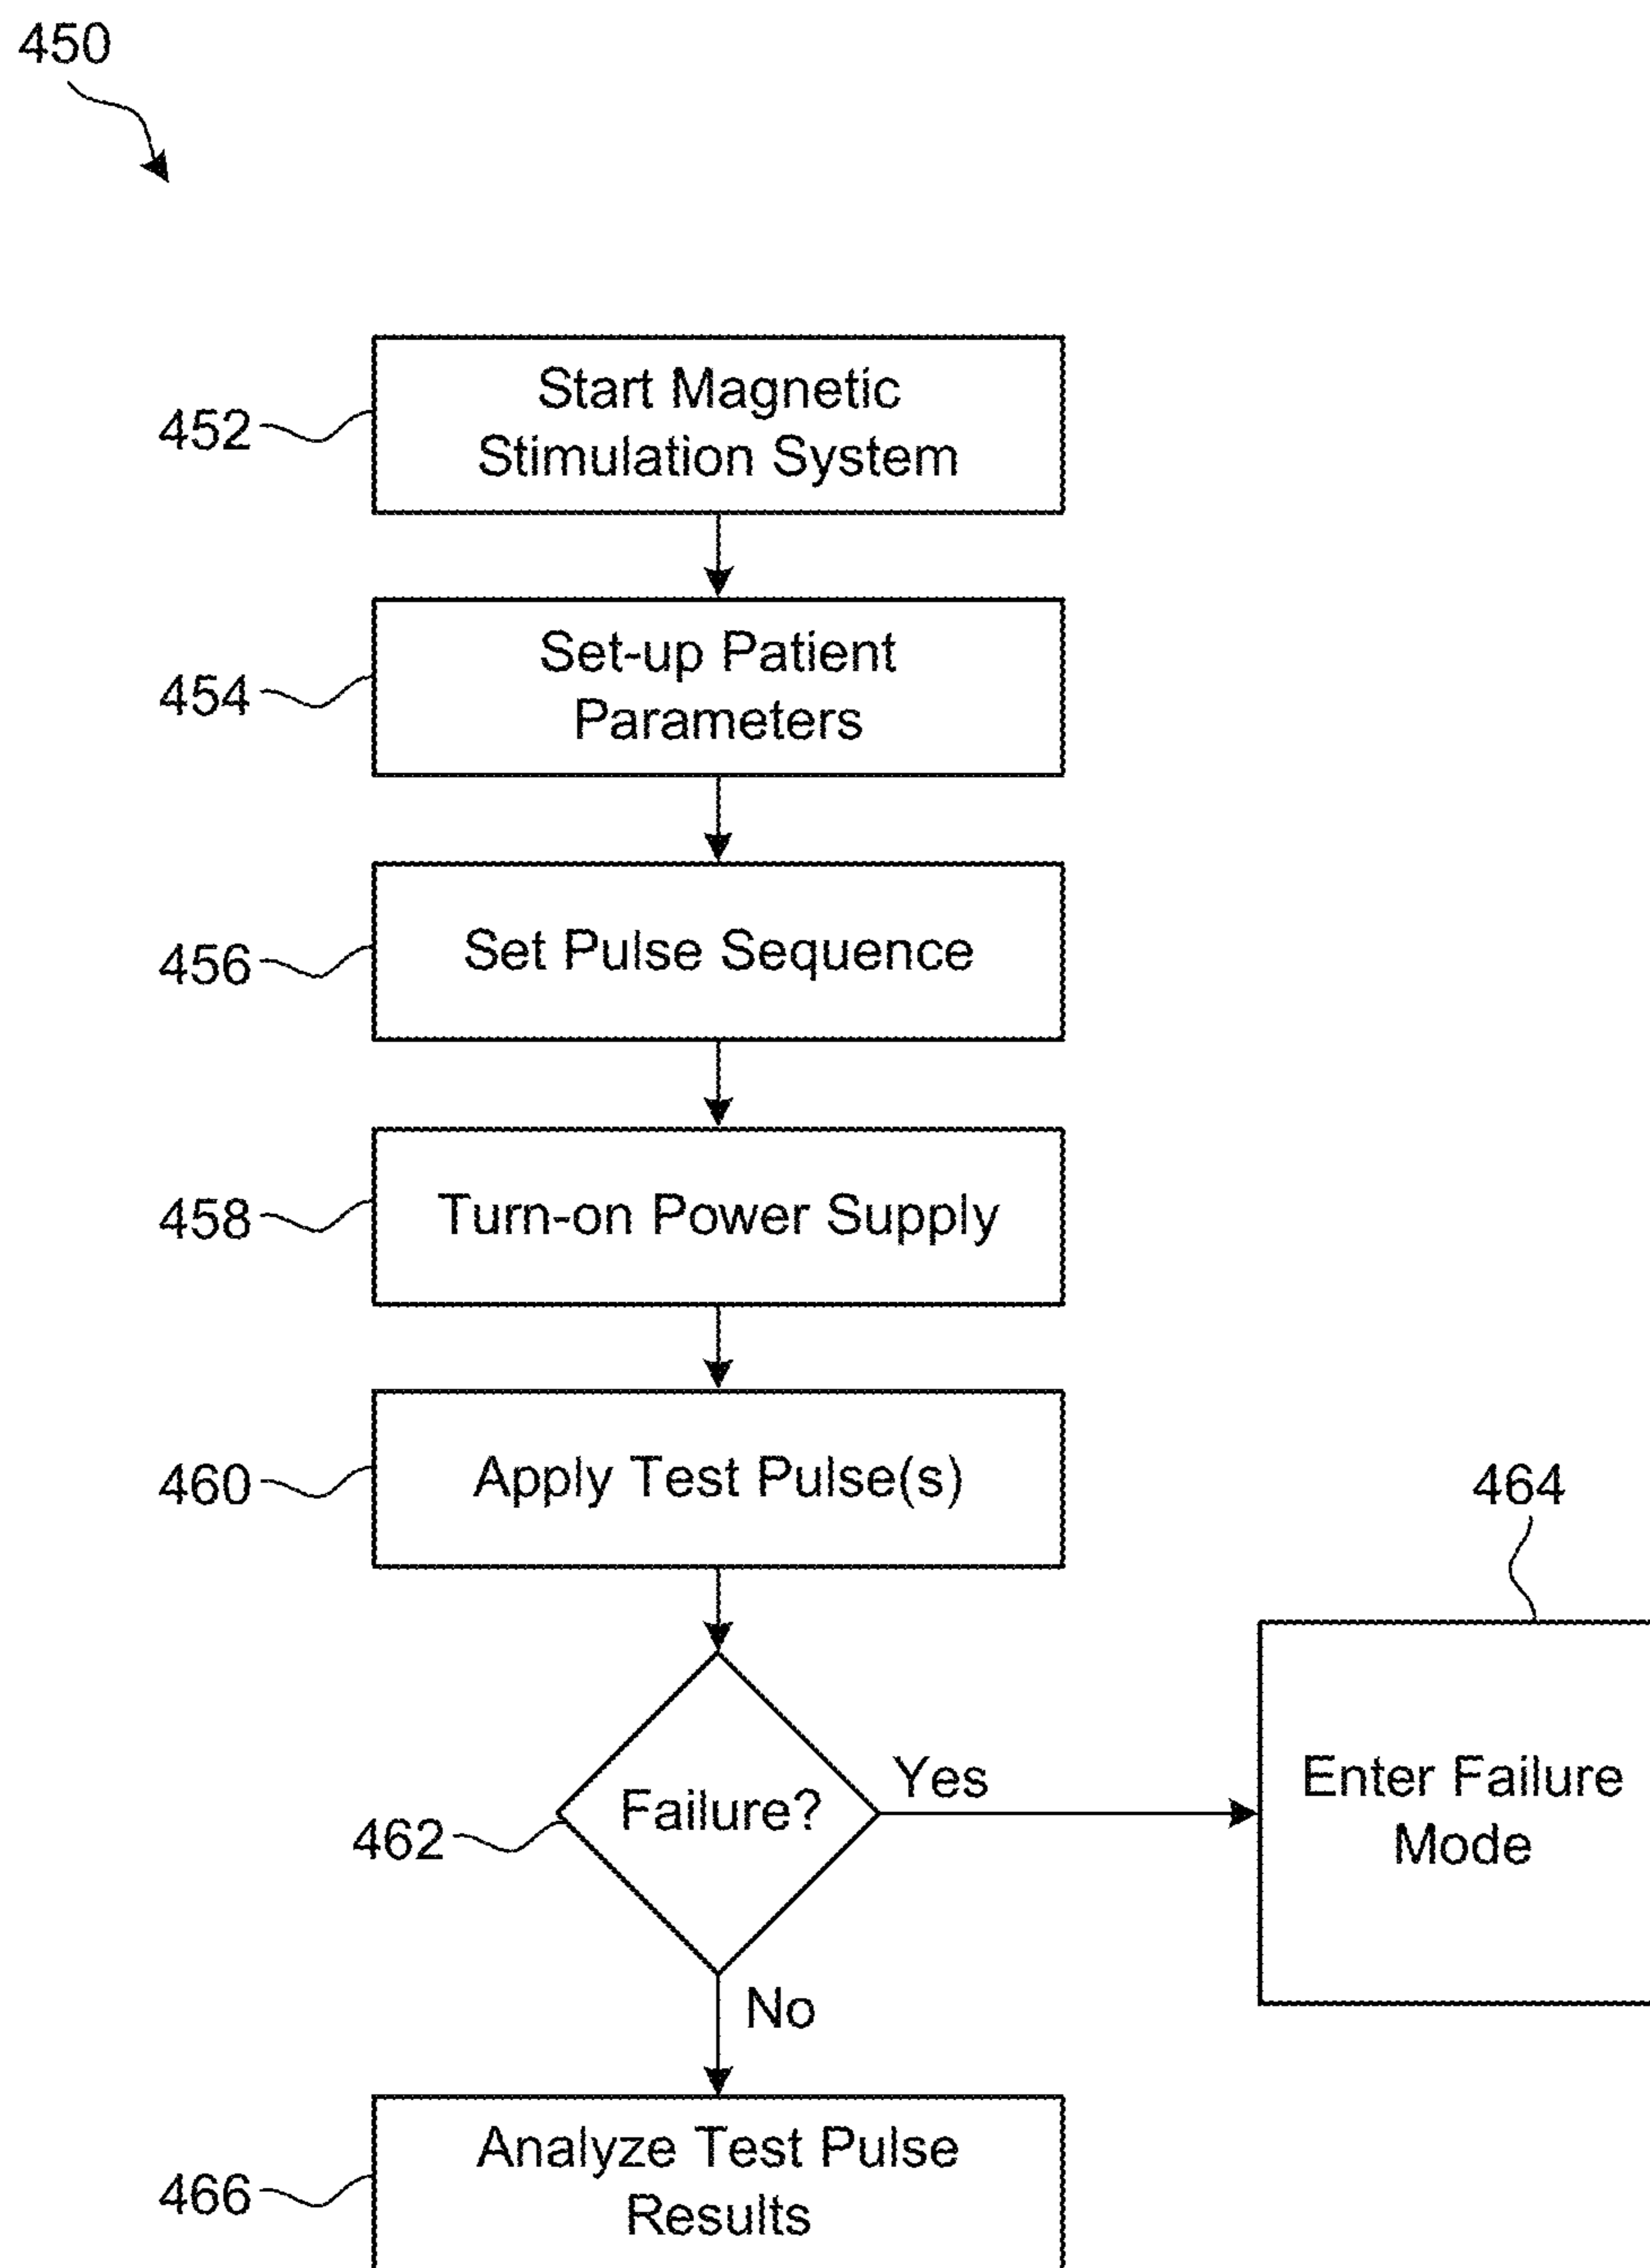 450
452
Start Magnetic
Stimulation System
454
Set-up Patient
Parameters
456
Set Pulse Sequence
458
Turn-on Power Supply
460
Apply Test Pulse(s)
464
462
Failure?
Yes
Enter Failure
Mode
No
466
Analyze Test Pulse
Results